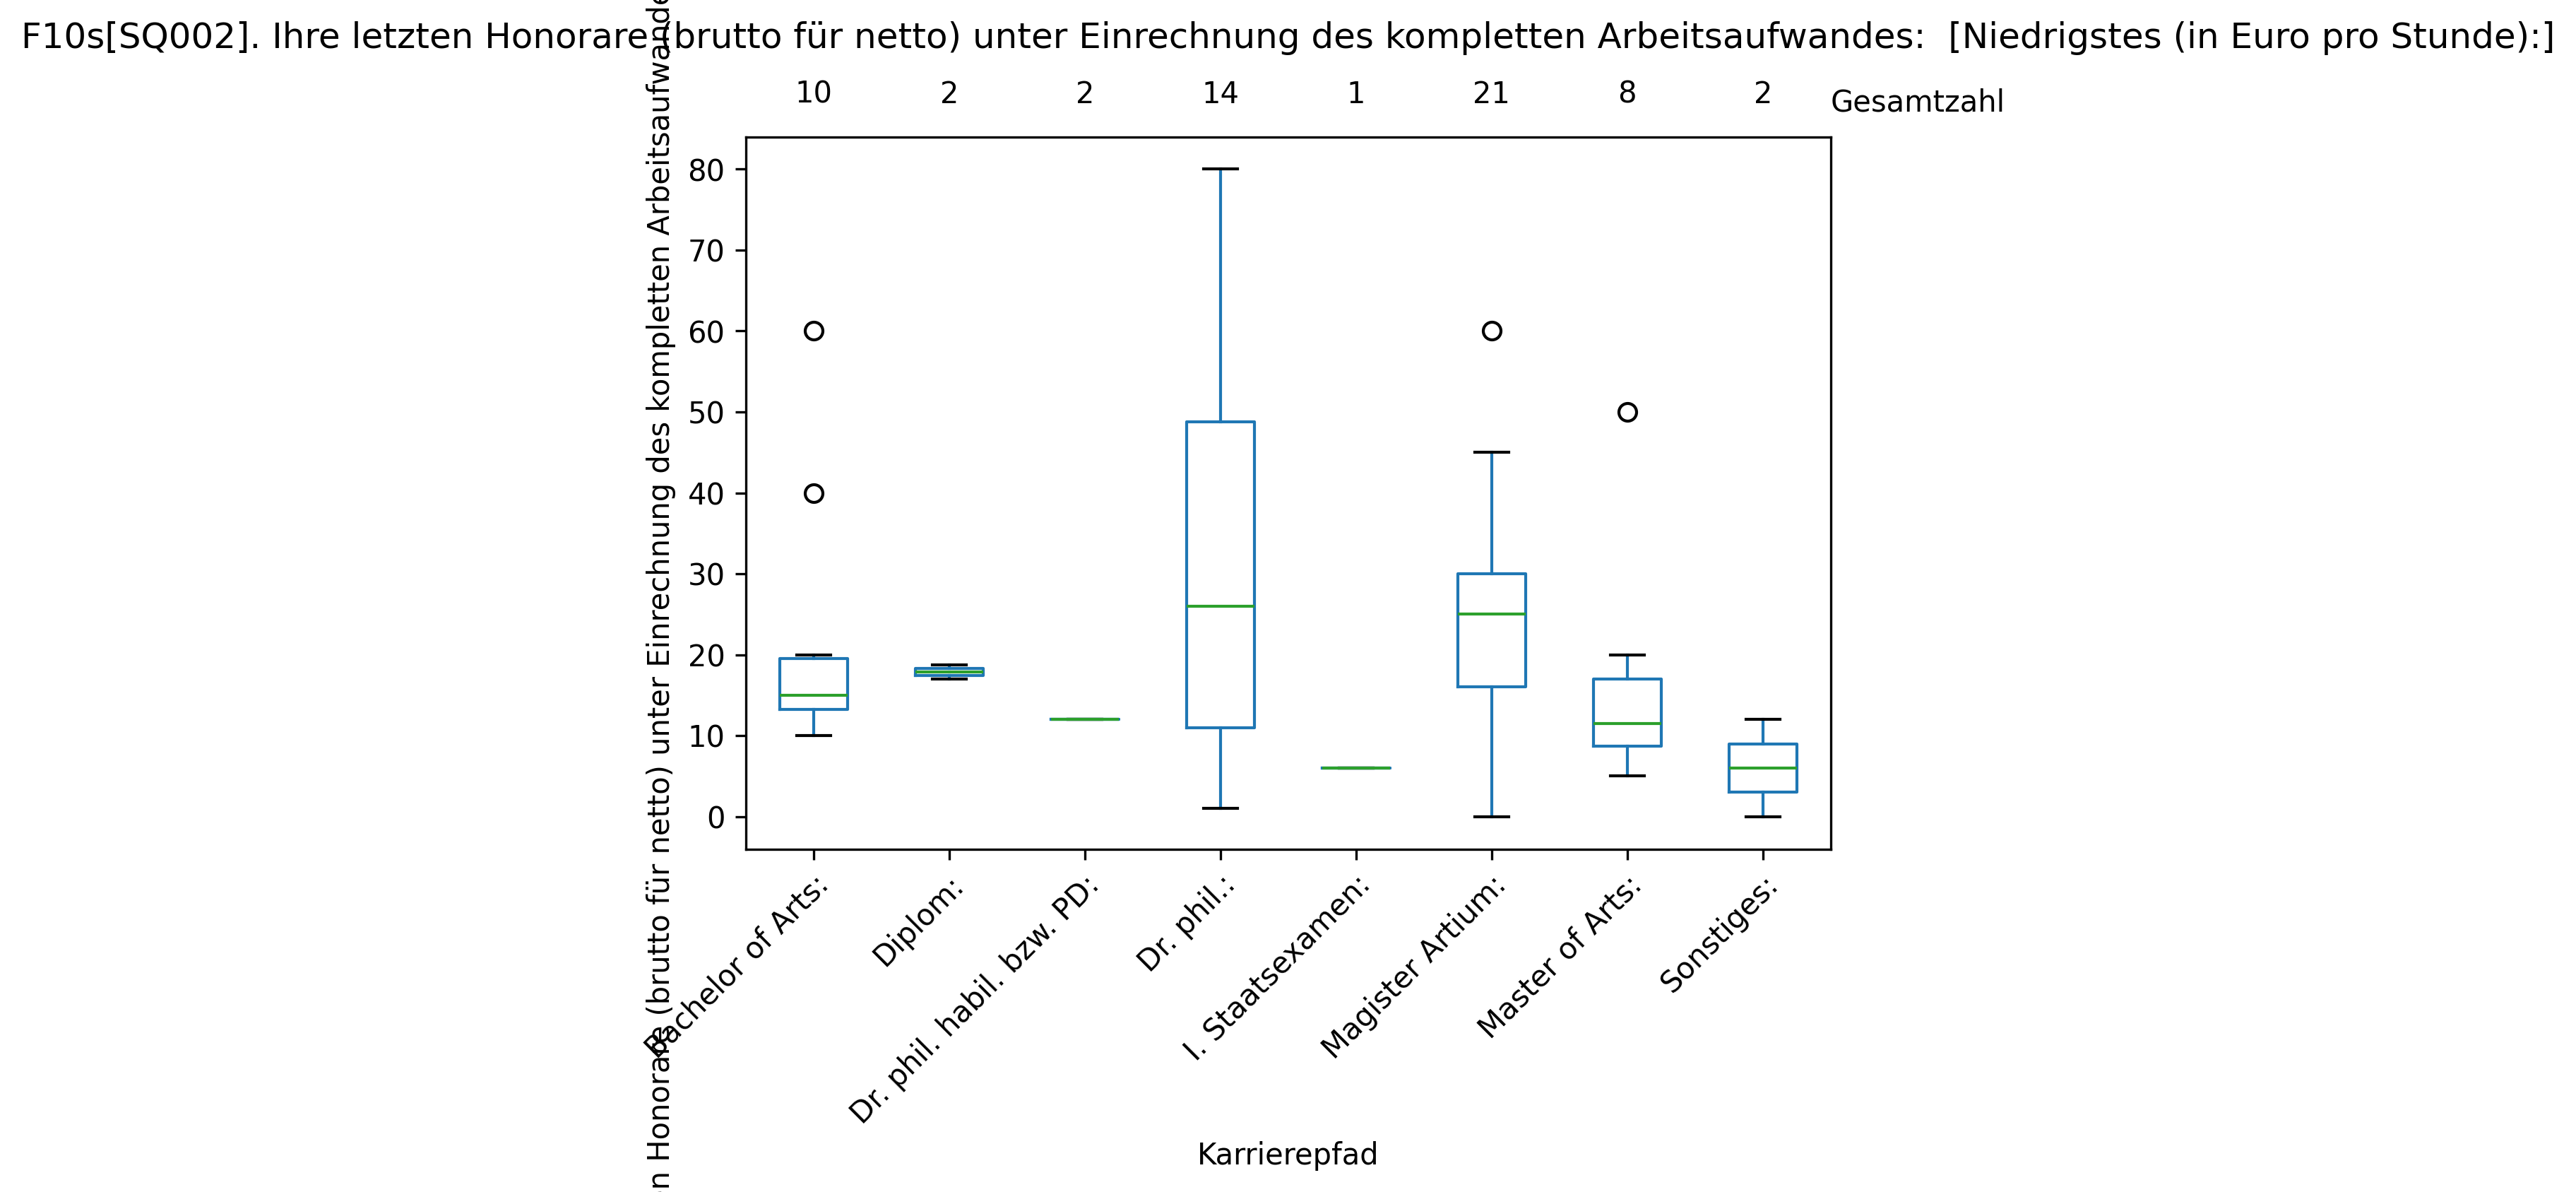 F10s[SQ002]. Ihre letzten Honorare (brutto für netto) unter Einrechnung des kompletten Arbeitsaufwandes:  [Niedrigstes (in Euro pro Stunde):]
10 2 2 14 1 21 8 2 Gesamtzahl
Honorare (brutto für netto) unter Einrechnung des kompletten
80
70
60
50
40
30
20
10
0
Bachelor of Arts:
Diplom:
Dr. phil. habil. bzw. PD:
Dr. phil.:
I. Staatsexamen:
Magister Artium:
Master of Arts:
Sonstiges:
Karrierepfad